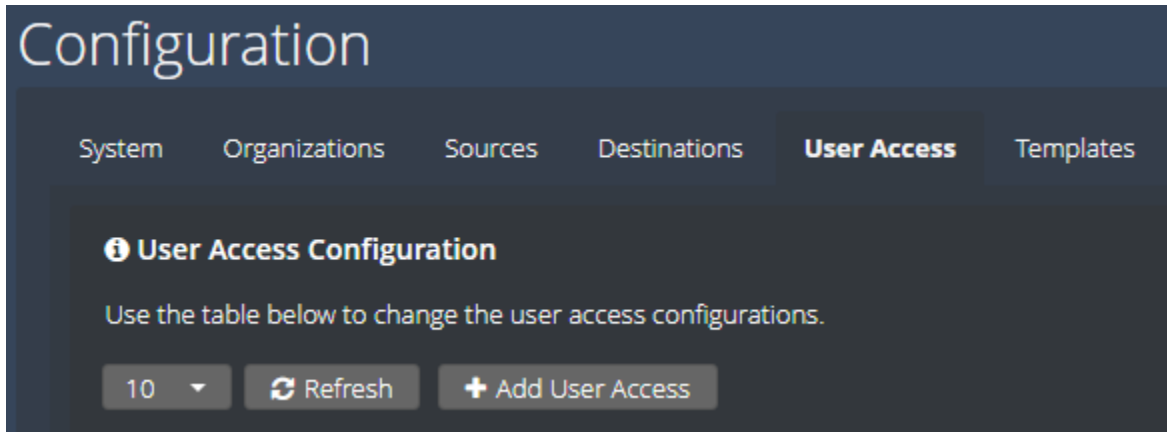 Configuration
System Organizations Sources Destinations User Access Templates
User Access Configuration
Use the table below to change the user access configurations.
10 Refresh Add User Access